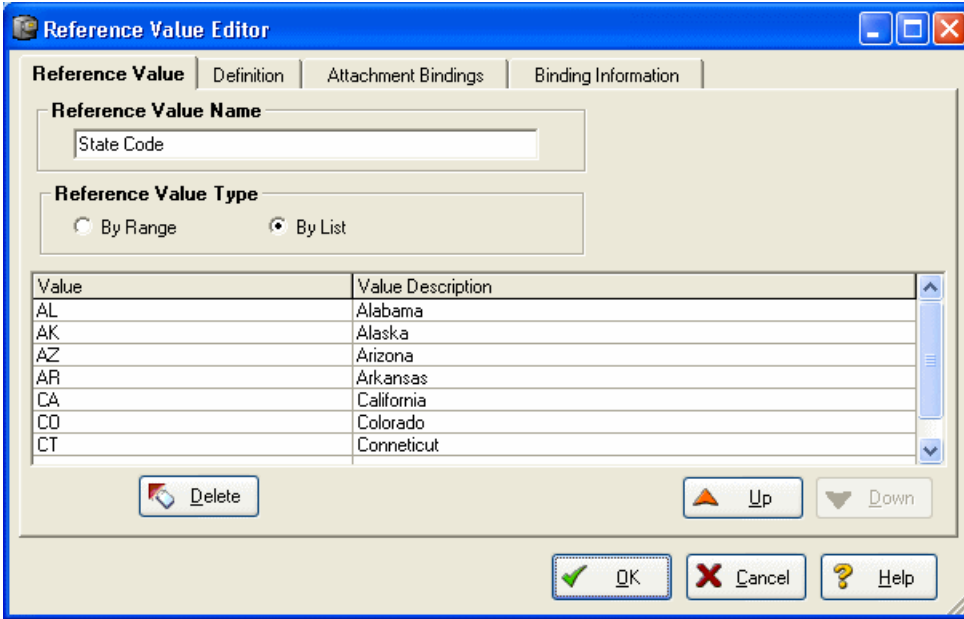 Reference Value Editor
Reference Value Definition Attachment Bindings Binding Information
Reference Value Name
State Code
Reference Value Type
By Range By List
Value Value Description
AL Alabama
AK Alaska
AZ Arizona
AR Arkansas
CA California
CO Colorado
CT Conneticut
Delete Up Down
OK Cancel Help